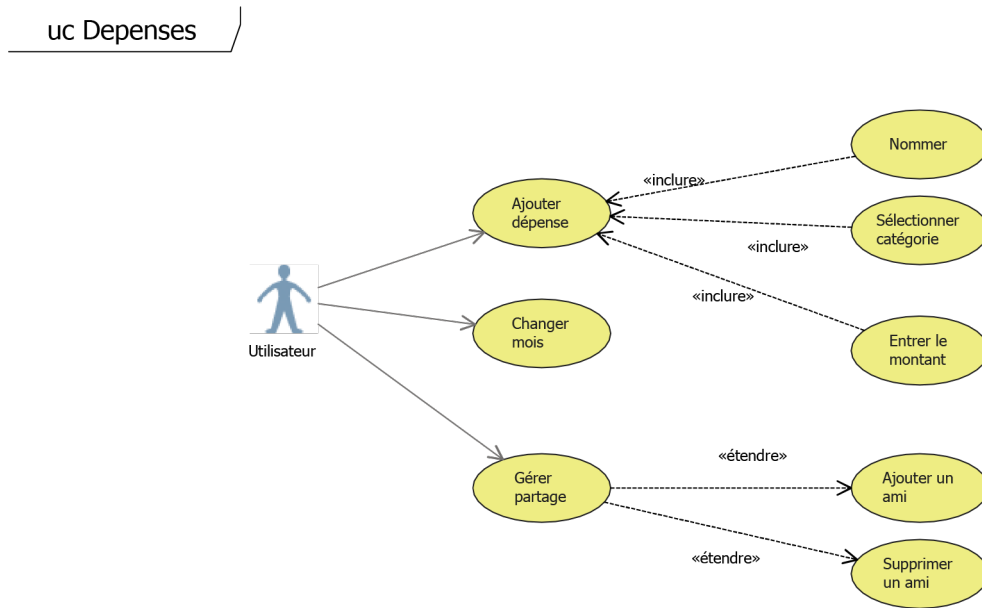 uc Depenses
Nommer
«inclure»
Ajouter
dépense
Sélectionner
catégorie
«inclure»
«inclure»
Utilisateur
Changer
mois
Entrer le
montant
«étendre»
Gérer
partage
Ajouter un
ami
«étendre»
Supprimer
un ami